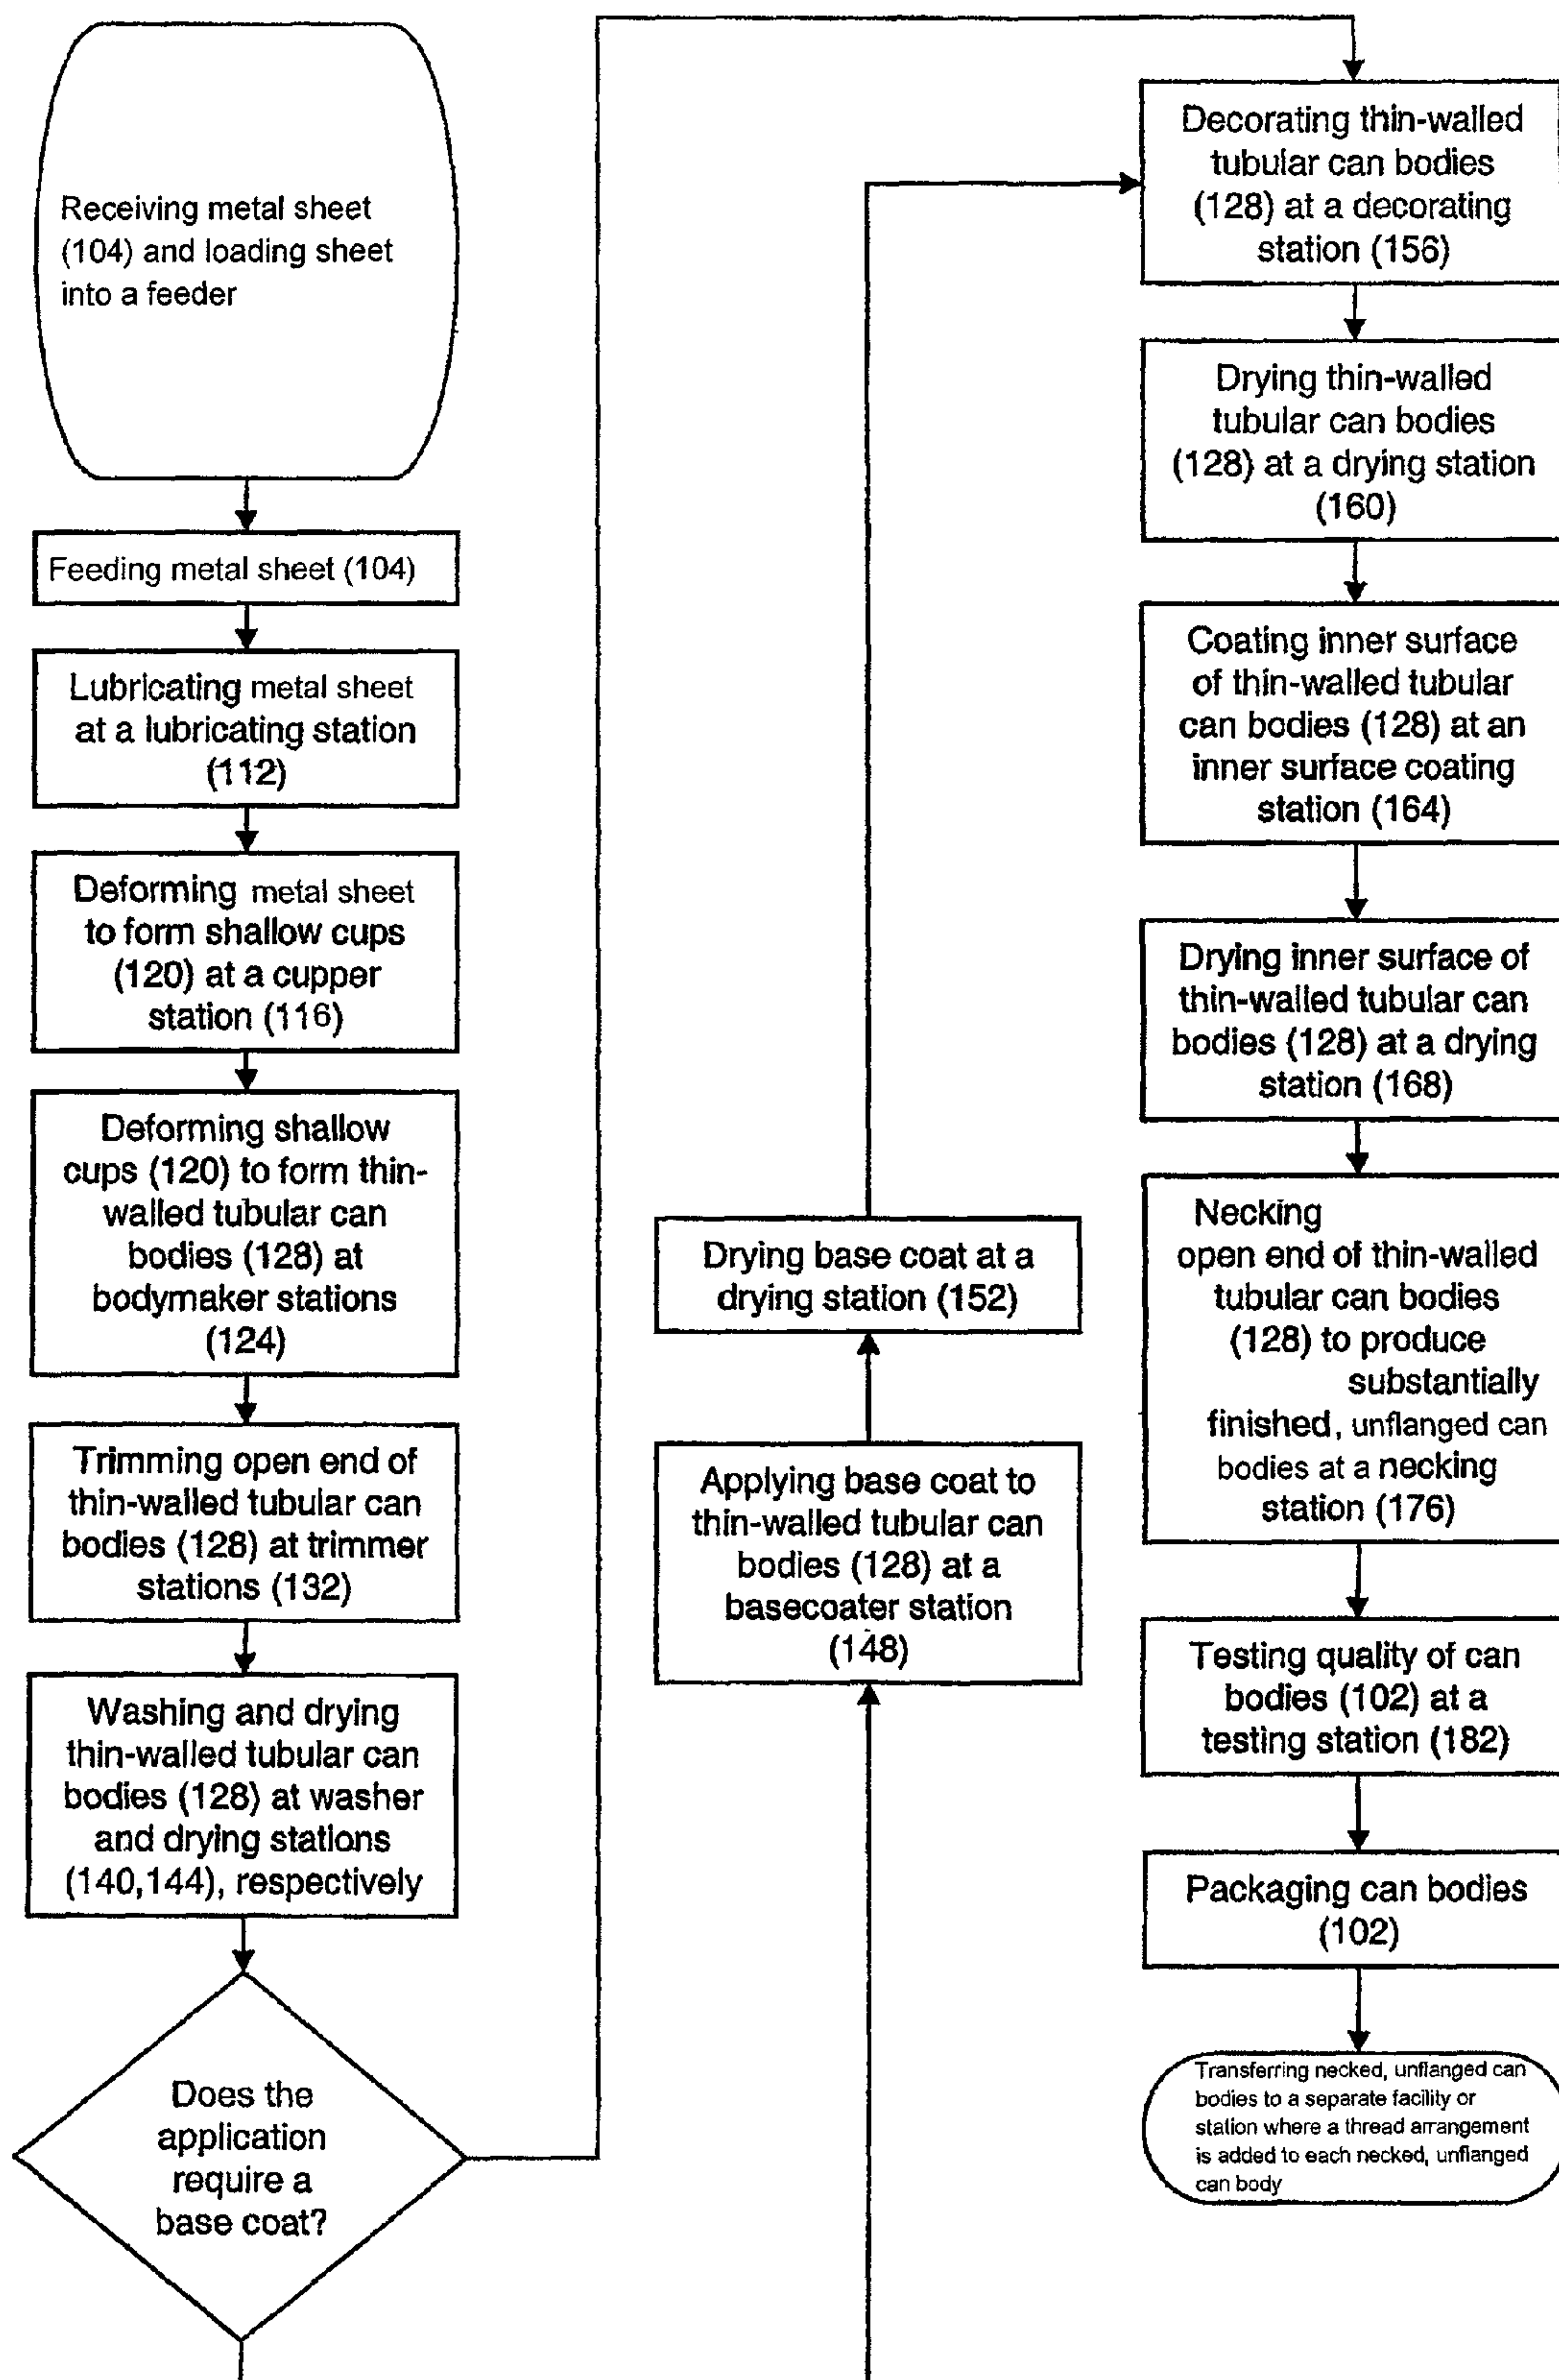 Receiving metal sheet
(104) and loading sheet
into a feeder
Feeding metal sheet (104)
Lubricating metal sheet
at a lubricating station
(112)
Deforming metal sheet
to form shallow cups
(120) at a cupper
station (116)
Deforming shallow
cups (120) to form thin-
walled tubular can
bodies (128) at
bodymaker stations
(124)
Trimming open end of
thin-walled tubular can
bodies (128) at trimmer
stations (132)
Washing and drying
thin-walled tubular can
bodies (128) at washer
and drying stations
(140,144), respectively
Does the
application
require a
base coat?
Applying base coat to
thin-walled tubular can
bodies (128) at a
basecoater station
(148)
Drying base coat at a
drying station (152)
Decorating thin-walled
tubular can bodies
(128) at a decorating
station (156)
Drying thin-walled
tubular can bodies
(128) at a drying station
(160)
Coating inner surface
of thin-walled tubular
can bodies (128) at an
inner surface coating
station (164)
Drying inner surface of
thin-walled tubular can
bodies (128) at a drying
station (168)
Necking
open end of thin-walled
tubular can bodies
(128) to produce
substantially
finished, unflanged can
bodies at a necking
station (176)
Testing quality of can
bodies (102) at a
testing station (182)
Packaging can bodies
(102)
Transferring necked, unflanged can
bodies to a separate facility or
station where a thread arrangement
is added to each necked, unflanged
can body